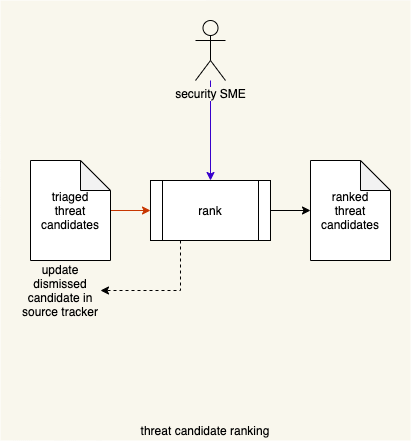 security SME
triaged
threat
candidates
rank
ranked
threat
candidates
update
dismissed
candidate in
source tracker
threat candidate ranking